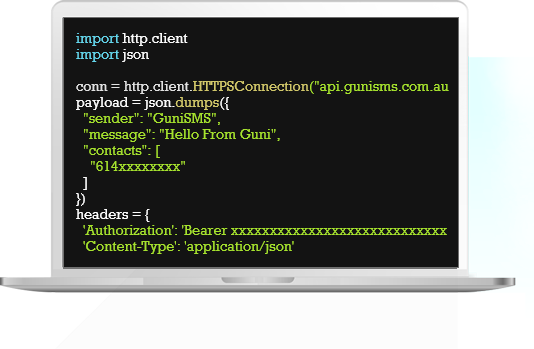 import http.client
import json
conn = http.client.HTTPSConnection("api.gunisms.com.au
payload = json.dumps({
"sender": "GuniSMS",
"message": "Hello From Guni",
"contacts": [
"614xxxxxxxx"
]
})
headers = {
'Authorization': 'Bearer xxxxxxxxxxxxxxxxxxxxxxxxxxxx
'Content-Type': 'application/json'